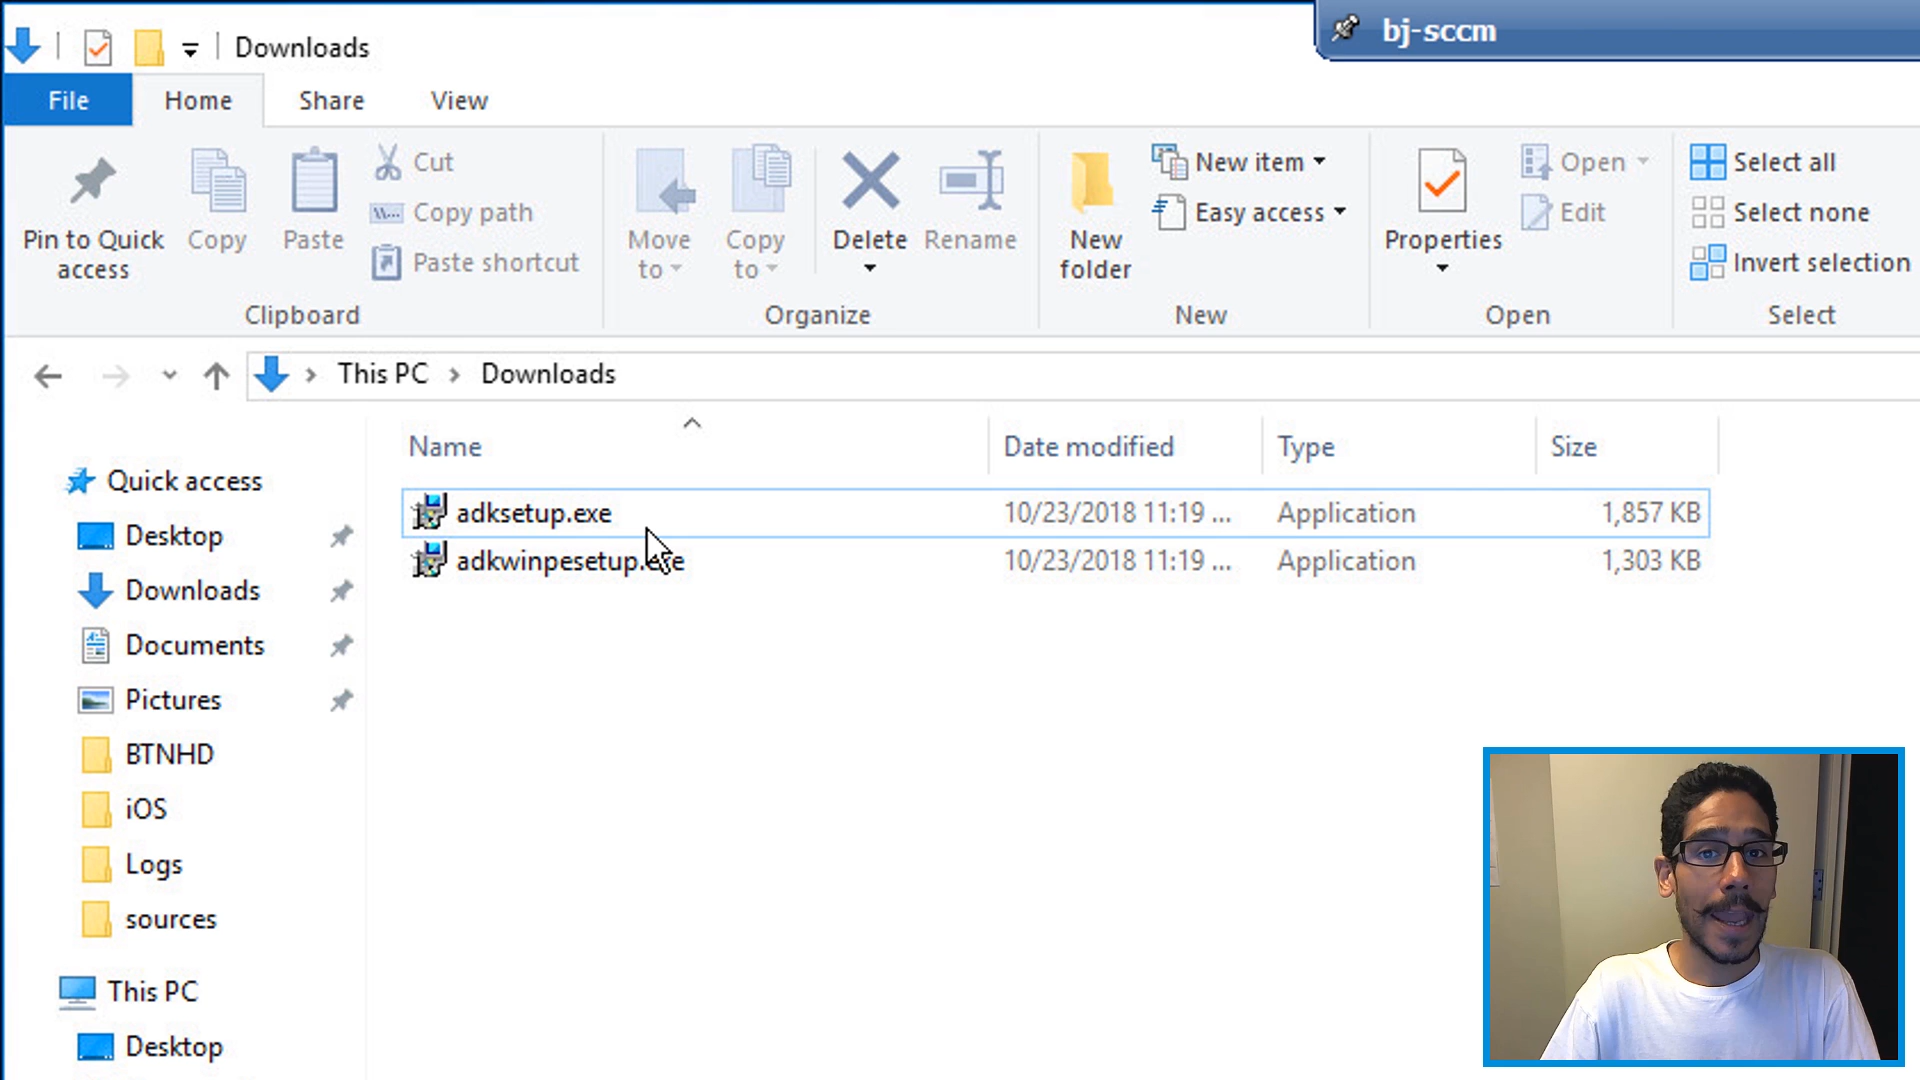 Downloads
bj-sccm
File Home Share View
Pin to Quick access
Copy
Paste
Cut
Copy path
Paste shortcut
Clipboard
Move to
Copy to
Delete
Rename
Organize
New folder
New item
Easy access
New
Properties
Open
Edit
Open
Select all
Select none
Invert selection
Select
This PC > Downloads
Name Date modified Type Size
adksetup.exe 10/23/2018 11:19 ... Application 1,857 KB
adkwinpesetup.exe 10/23/2018 11:19 ... Application 1,303 KB
Quick access
Desktop
Downloads
Documents
Pictures
BTNHD
iOS
Logs
sources
This PC
Desktop